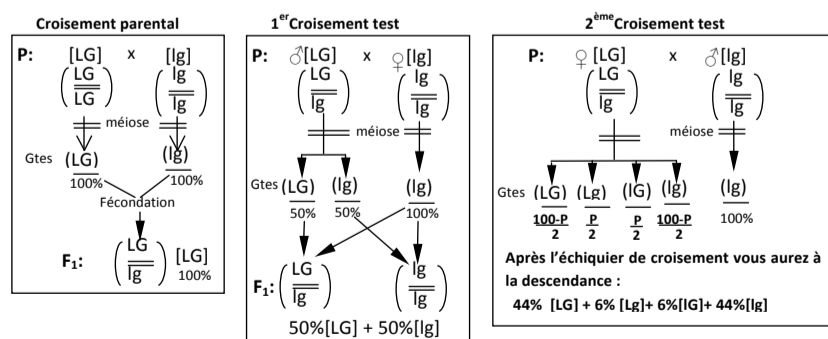 Croisement parental
P: [LG] x [lg]
LG lg
LG lg
méiose
Gtes (LG) (lg)
100% 100%
Fécondation
F1: LG [LG]
lg 100%
1er Croisement test
P: ♂[LG] x ♀[lg]
LG lg
lg lg
méiose
Gtes (LG) (lg) (lg)
50% 50% 100%
F1: LG lg
lg lg
50%[LG] + 50%[lg]
2ème Croisement test
P: ♀[LG] x ♂[lg]
LG lg
lg lg
méiose
Gtes (LG) (Lg) (lG) (lg) (lg)
100-P P P 100-P 100%
2 2 2 2
Après l'échiquier de croisement vous aurez à
la descendance :
44% [LG] + 6% [Lg]+ 6%[lG]+ 44%[lg]